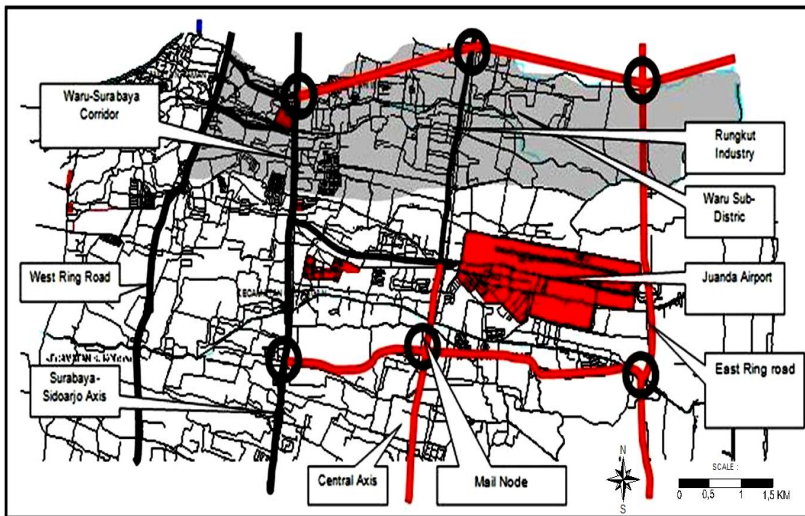 Waru-Surabaya
Corridor
Rungkut
Industry
Waru Sub-
Distric
West Ring Road
Juanda Airport
Surabaya-
Sidoarjo Axis
East Ring road
Central Axis
Mail Node
N
S
SCALE :
0 0,5 1 1,5 KM